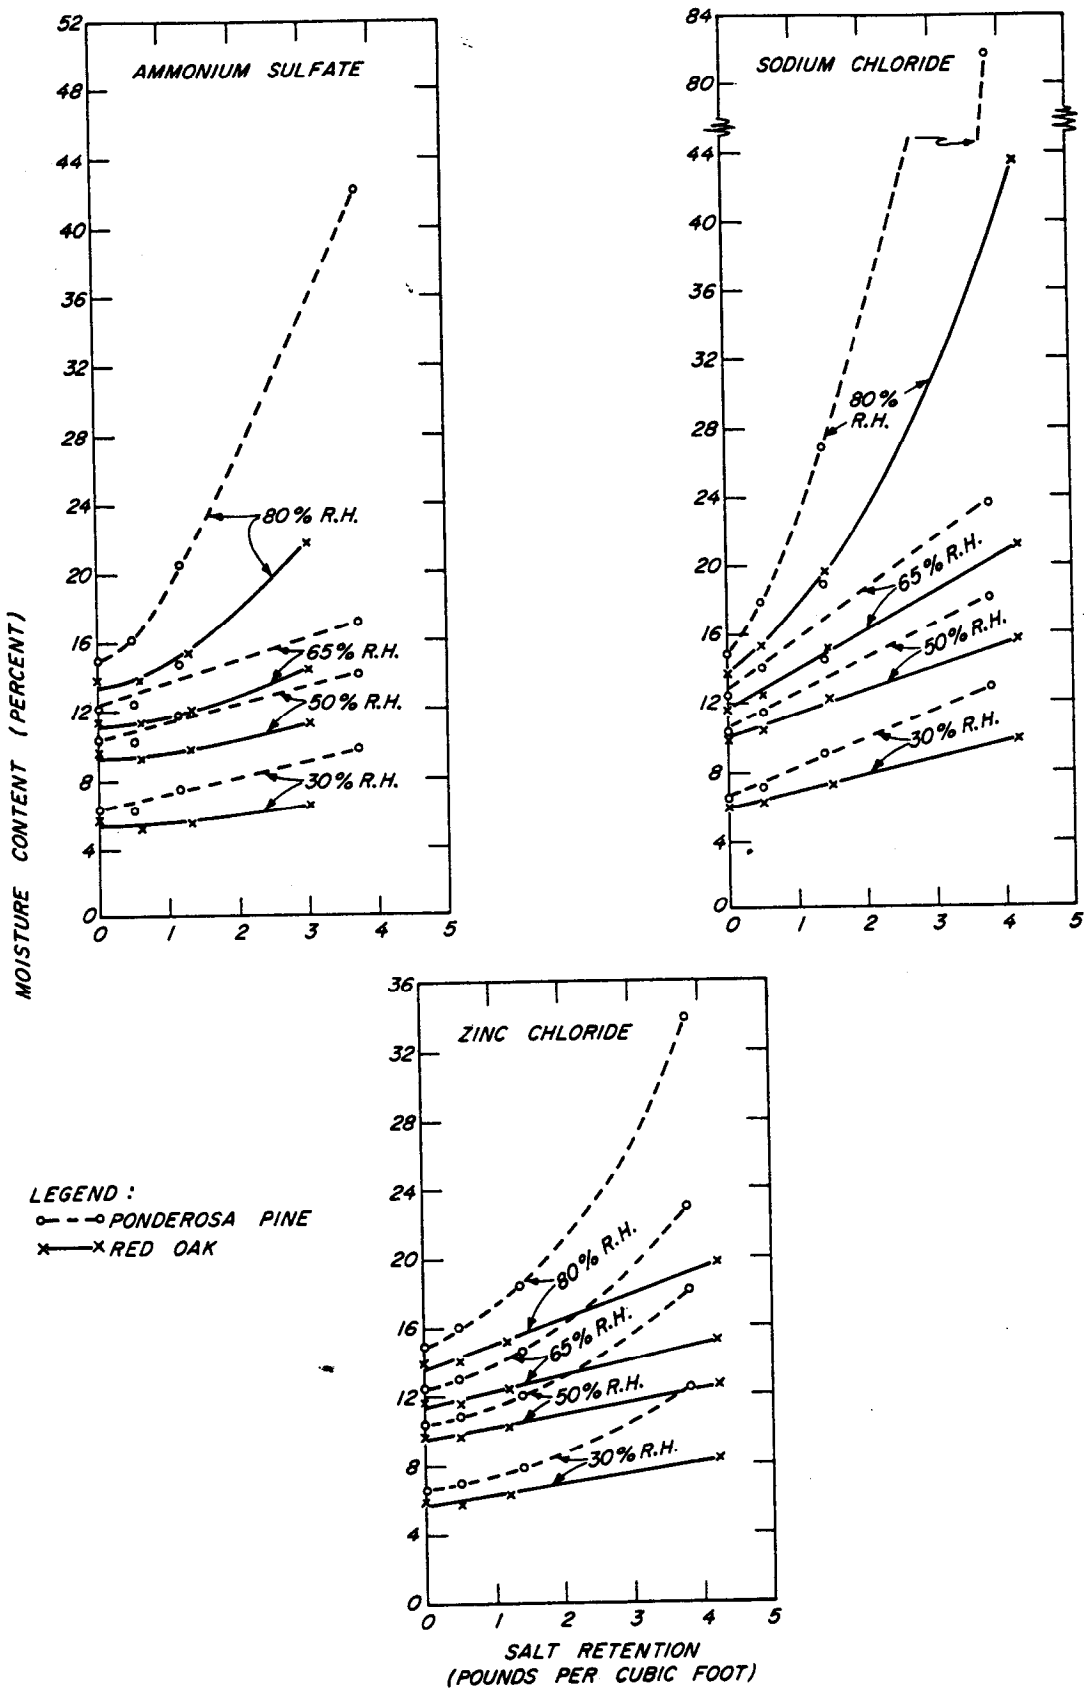 AMMONIUM SULFATE
52
48
44
40
36
32
28
24
20
16
12
8
4
0
0 1 2 3 4 5
80% R.H.
65% R.H.
50% R.H.
30% R.H.
SODIUM CHLORIDE
84
80
44
40
36
32
28
24
20
16
12
8
4
0
0 1 2 3 4 5
80%
R.H.
65% R.H.
50% R.H.
30% R.H.
MOISTURE CONTENT (PERCENT)
ZINC CHLORIDE
36
32
28
24
20
16
12
8
4
0
0 1 2 3 4 5
80% R.H.
65% R.H.
50% R.H.
30% R.H.
SALT RETENTION
(POUNDS PER CUBIC FOOT)
LEGEND :
PONDEROSA PINE
RED OAK